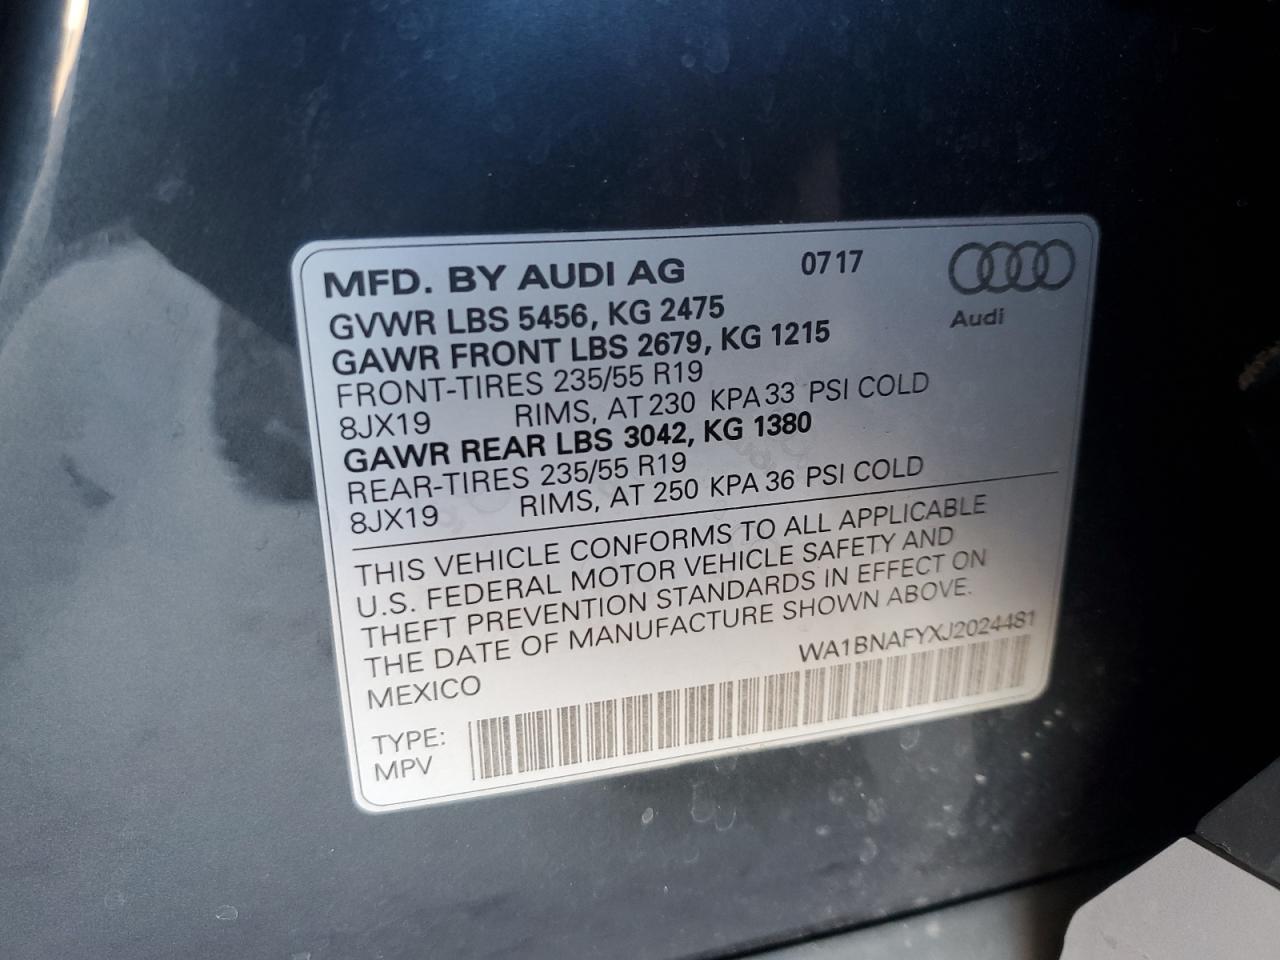 MFD. BY AUDI AG 0717
Audi
GVWR LBS 5456, KG 2475
GAWR FRONT LBS 2679, KG 1215
FRONT-TIRES 235/55 R19
8JX19 RIMS, AT 230 KPA 33 PSI COLD
GAWR REAR LBS 3042, KG 1380
REAR-TIRES 235/55 R19
8JX19 RIMS, AT 250 KPA 36 PSI COLD
THIS VEHICLE CONFORMS TO ALL APPLICABLE
U.S. FEDERAL MOTOR VEHICLE SAFETY AND
THEFT PREVENTION STANDARDS IN EFFECT ON
THE DATE OF MANUFACTURE SHOWN ABOVE.
MEXICO WA1BNAFYXJ2024481
TYPE:
MPV